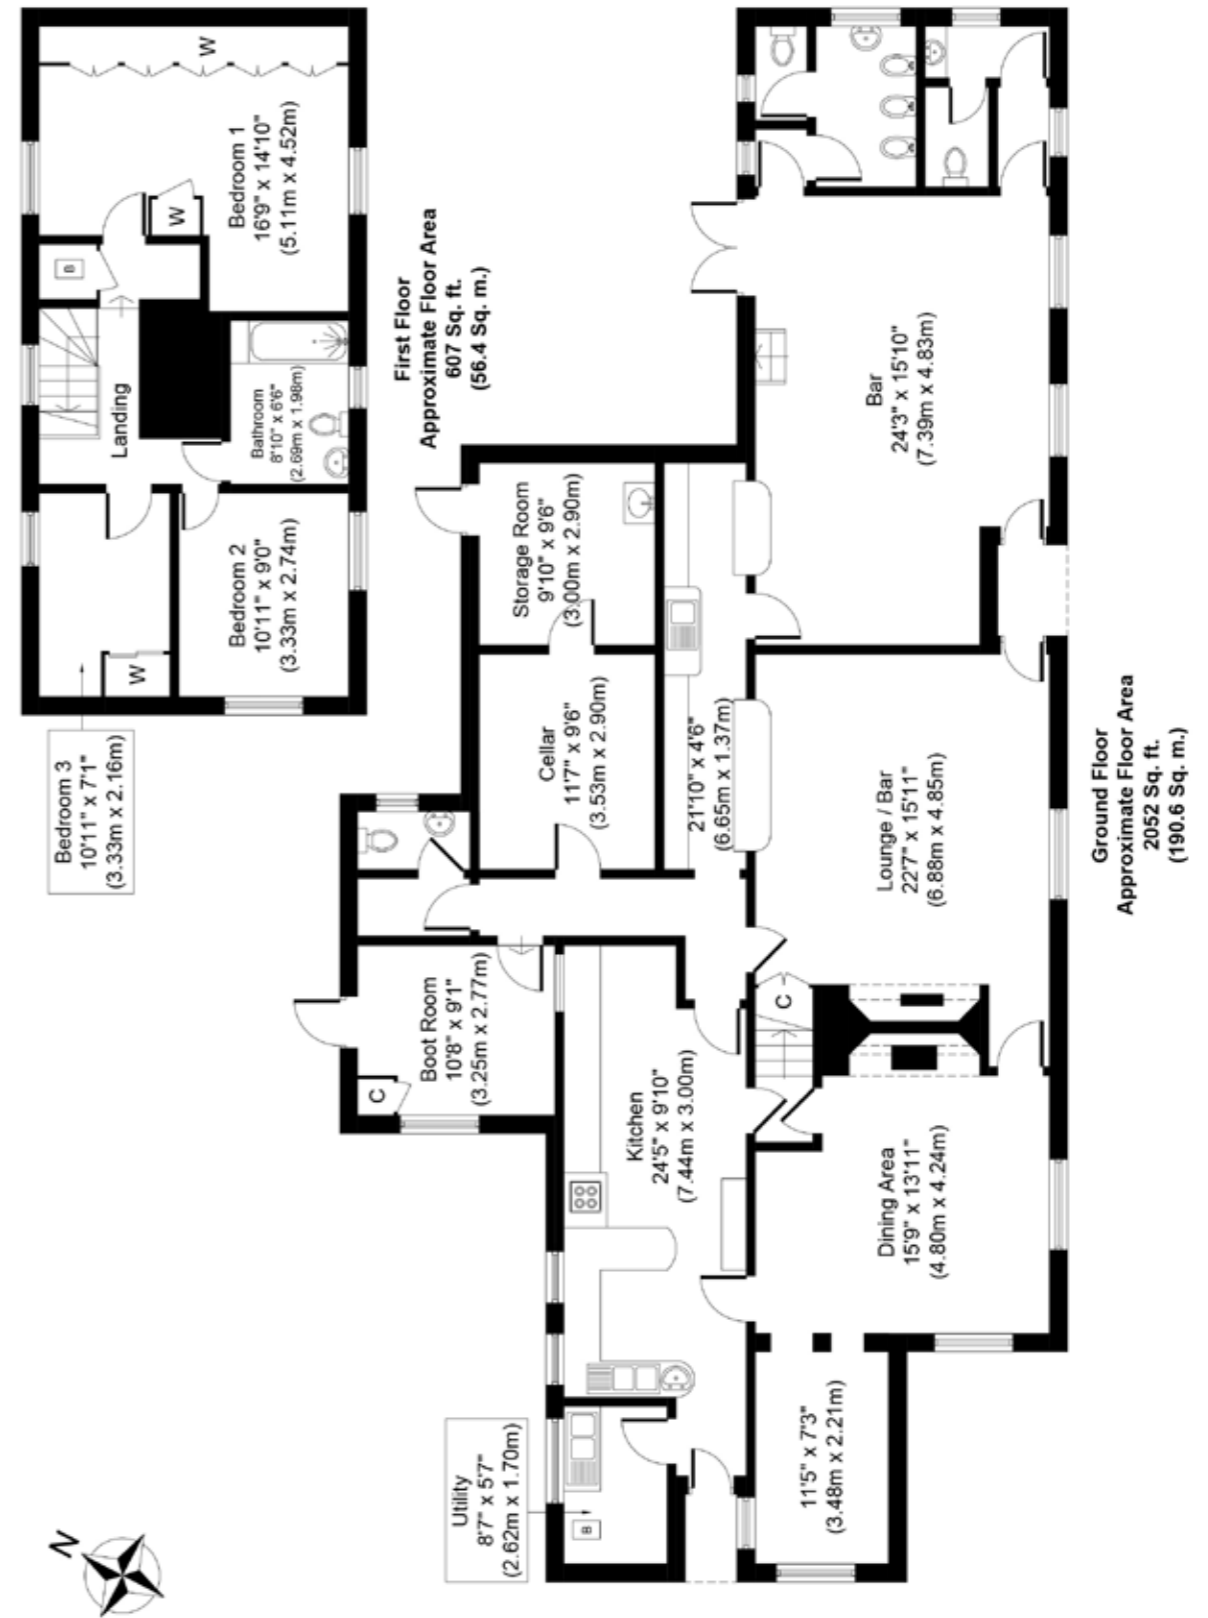 W
Bedroom 1
16'9" x 14'10"
(5.11m x 4.52m)
W
B
Landing
Bathroom
8'10" x 6'6"
(2.69m x 1.98m)
Bedroom 2
10'11" x 9'0"
(3.33m x 2.74m)
W
Bedroom 3
10'11" x 7'1"
(3.33m x 2.16m)
First Floor
Approximate Floor Area
607 Sq. ft.
(56.4 Sq. m.)
Bar
24'3" x 15'10"
(7.39m x 4.83m)
Storage Room
9'10" x 9'6"
(3.00m x 2.90m)
Cellar
11'7" x 9'6"
(3.53m x 2.90m)
21'10" x 4'6"
(6.65m x 1.37m)
Lounge / Bar
22'7" x 15'11"
(6.88m x 4.85m)
C
Boot Room
10'8" x 9'1"
(3.25m x 2.77m)
C
Kitchen
24'5" x 9'10"
(7.44m x 3.00m)
Dining Area
15'9" x 13'11"
(4.80m x 4.24m)
11'5" x 7'3"
(3.48m x 2.21m)
Utility
8'7" x 5'7"
(2.62m x 1.70m)
B
Ground Floor
Approximate Floor Area
2052 Sq. ft.
(190.6 Sq. m.)
N